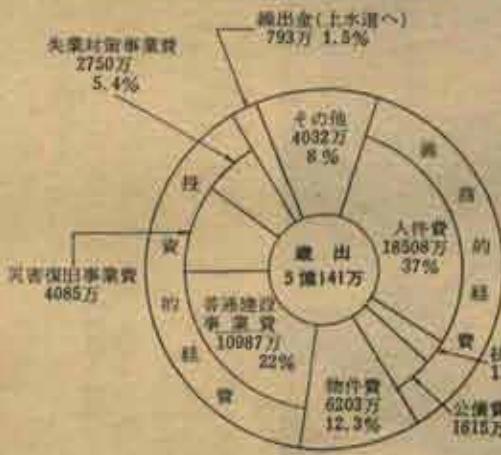 繰出金(上水道へ)
793万 1.5%
失業対策事業費
2750万
5.4%
その他
4032万
8%
義務的経費
人件費
18508万
37%
歳出
5億141万
投資的経費
災害復旧事業費
4085万
普通建設
事業費
10987万
22%
物件費
6203万
12.3%
公債費
1615万